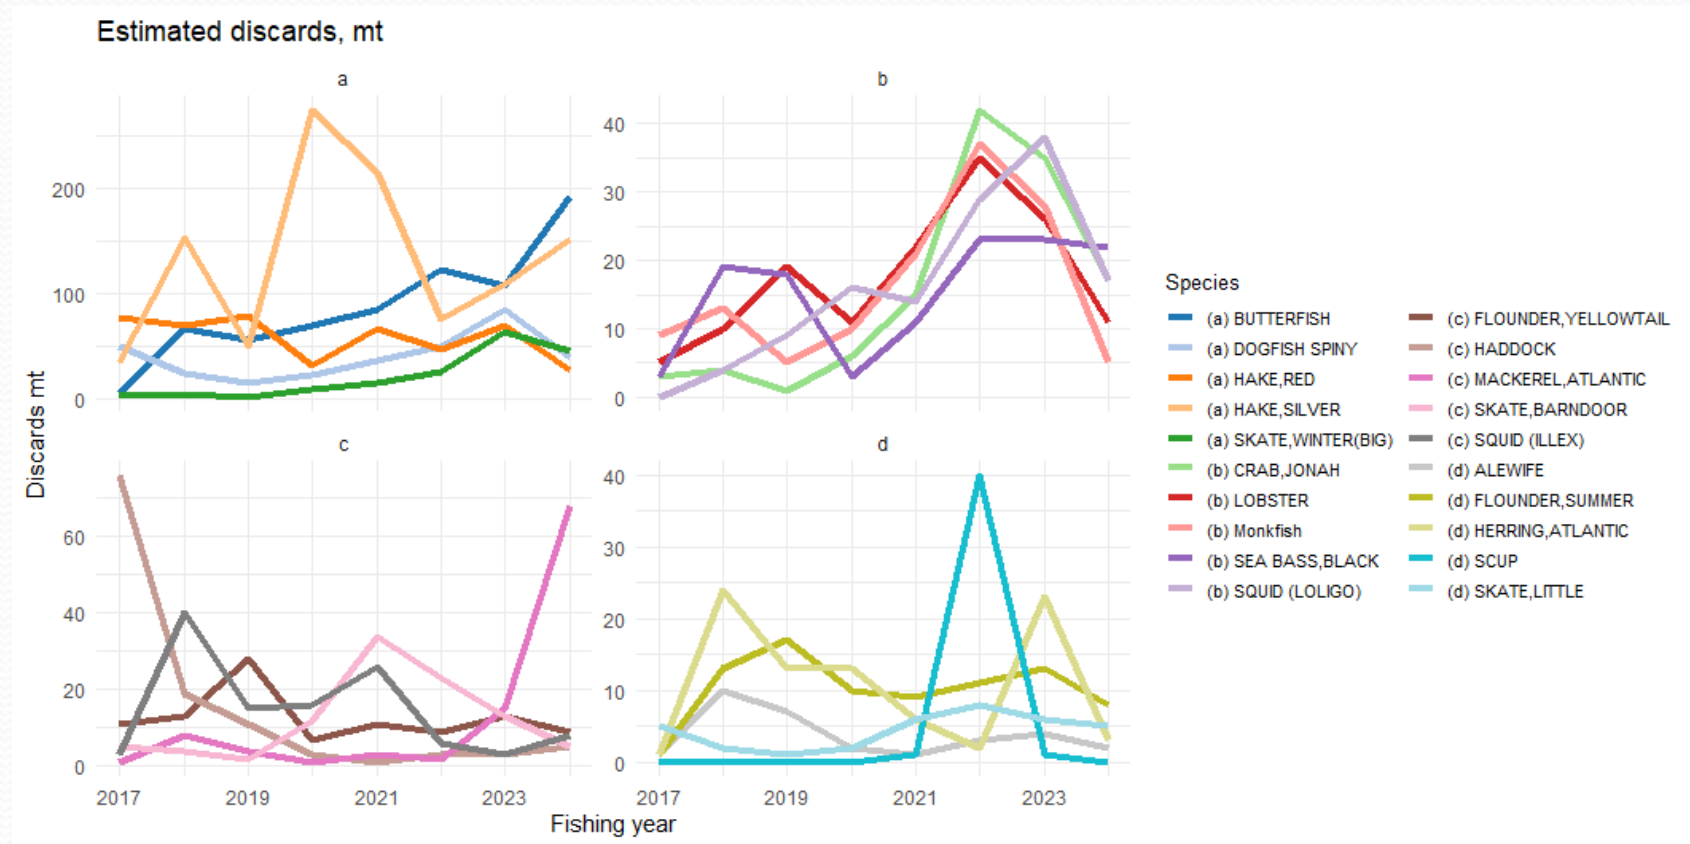 Estimated discards, mt
a
b
200
100
0
40
30
20
10
0
Discards mt
c
d
60
40
20
0
40
30
20
10
0
2017 2019 2021 2023
2017 2019 2021 2023
Fishing year
Species
(a) BUTTERFISH
(a) DOGFISH SPINY
(a) HAKE,RED
(a) HAKE,SILVER
(a) SKATE,WINTER(BIG)
(b) CRAB,JONAH
(b) LOBSTER
(b) Monkfish
(b) SEA BASS,BLACK
(b) SQUID (LOLIGO)
(c) FLOUNDER,YELLOWTAIL
(c) HADDOCK
(c) MACKEREL,ATLANTIC
(c) SKATE,BARNDOOR
(c) SQUID (ILLEX)
(d) ALEWIFE
(d) FLOUNDER,SUMMER
(d) HERRING,ATLANTIC
(d) SCUP
(d) SKATE,LITTLE